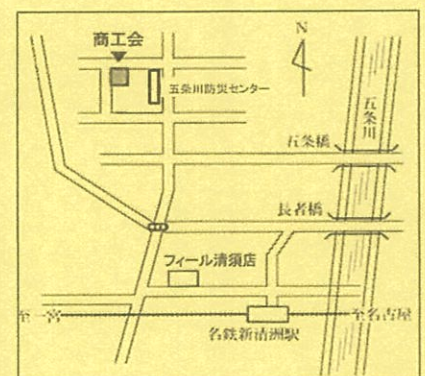 商工会
N
五条川防災センター
五条川
五条橋
長者橋
フィール清須店
至一宮
至名古屋
名鉄新清洲駅